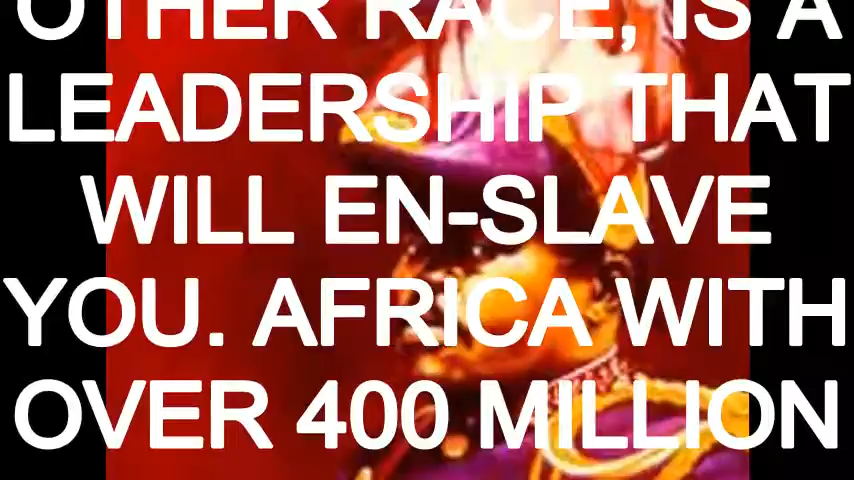 OTHER RACE, IS A
LEADERSHIP THAT
WILL EN-SLAVE
YOU. AFRICA WITH
OVER 400 MILLION